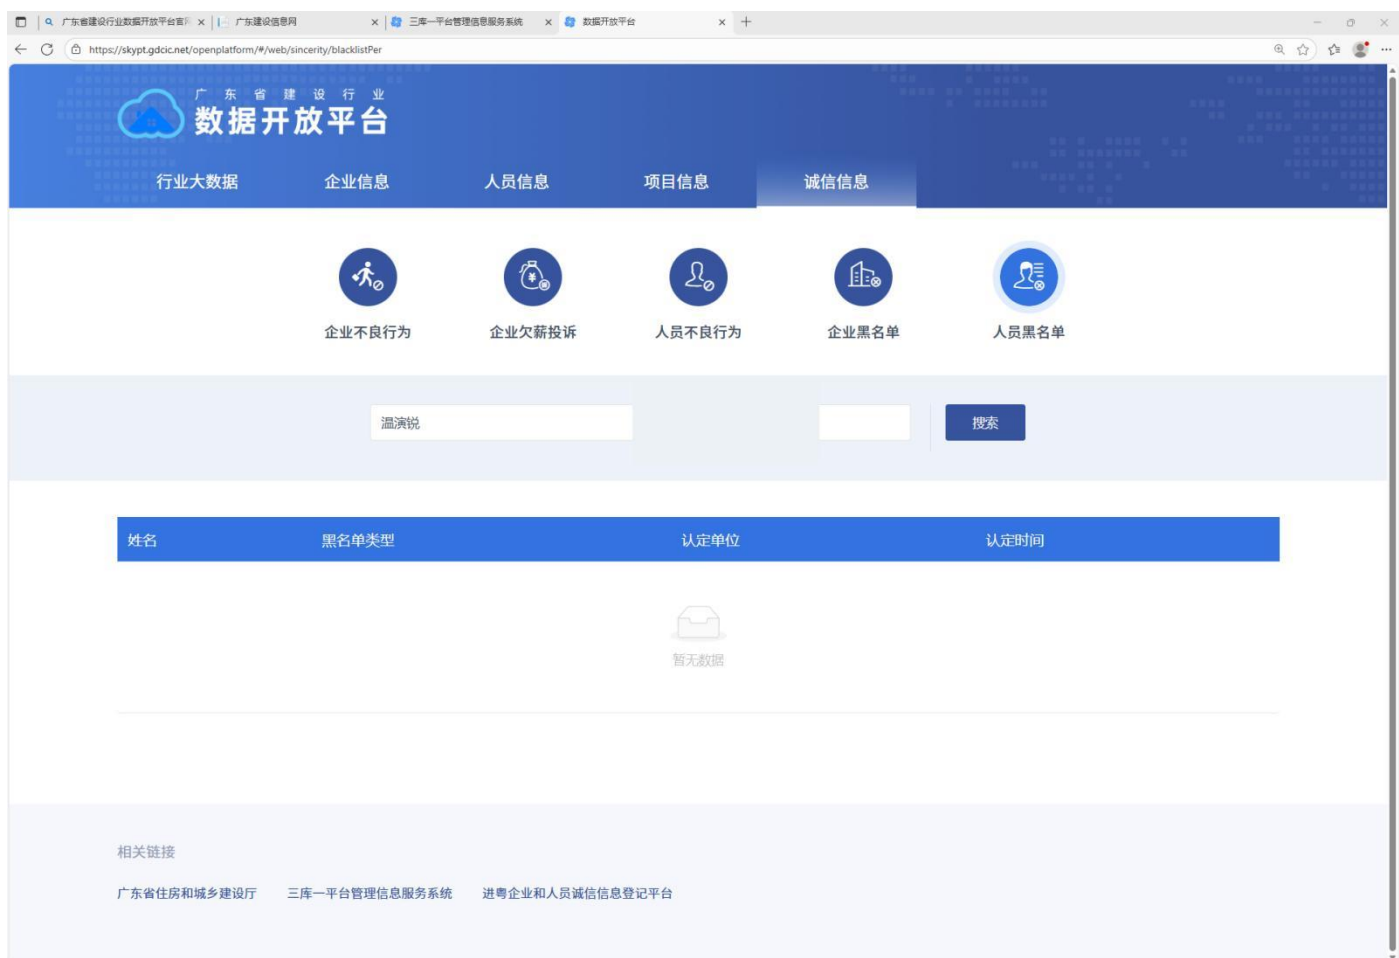 广东省建设行业数据开放平台官网
广东建设信息网
三库一平台管理信息服务系统
数据开放平台
https://skypt.gdcic.net/openplatform/#/web/sincerity/blacklistPer
广东省建设行业
数据开放平台
行业大数据 企业信息 人员信息 项目信息 诚信信息
企业不良行为 企业欠薪投诉 人员不良行为 企业黑名单 人员黑名单
温演锐 搜索
姓名 黑名单类型 认定单位 认定时间
暂无数据
相关链接
广东省住房和城乡建设厅 三库一平台管理信息服务系统 进粤企业和人员诚信信息登记平台